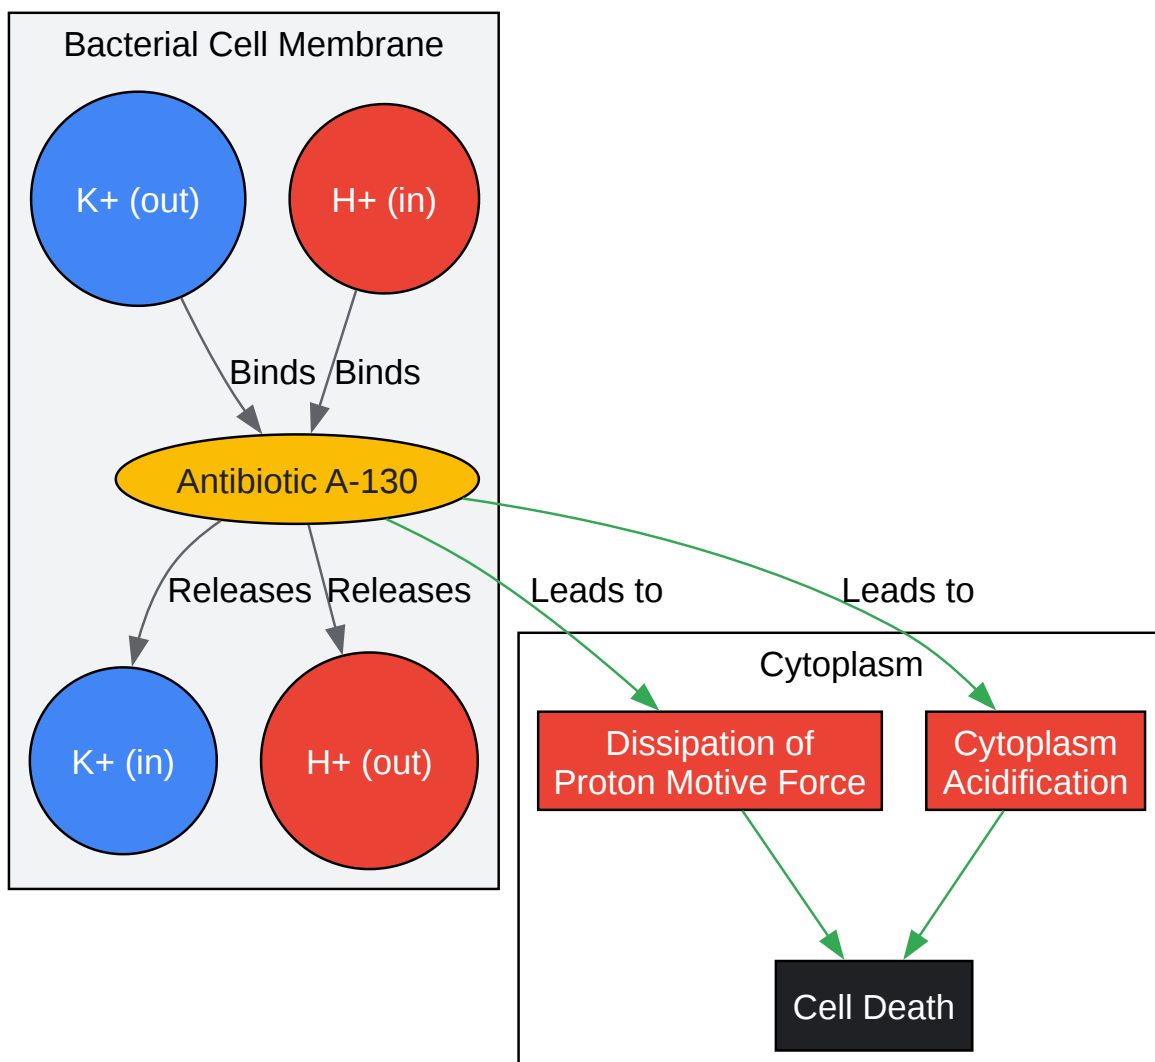 Bacterial Cell Membrane
K+ (out)
H+ (in)
Binds
Binds
Antibiotic A-130
Releases
Releases
Leads to
Leads to
K+ (in)
H+ (out)
Cytoplasm
Dissipation of
Proton Motive Force
Cytoplasm
Acidification
Cell Death